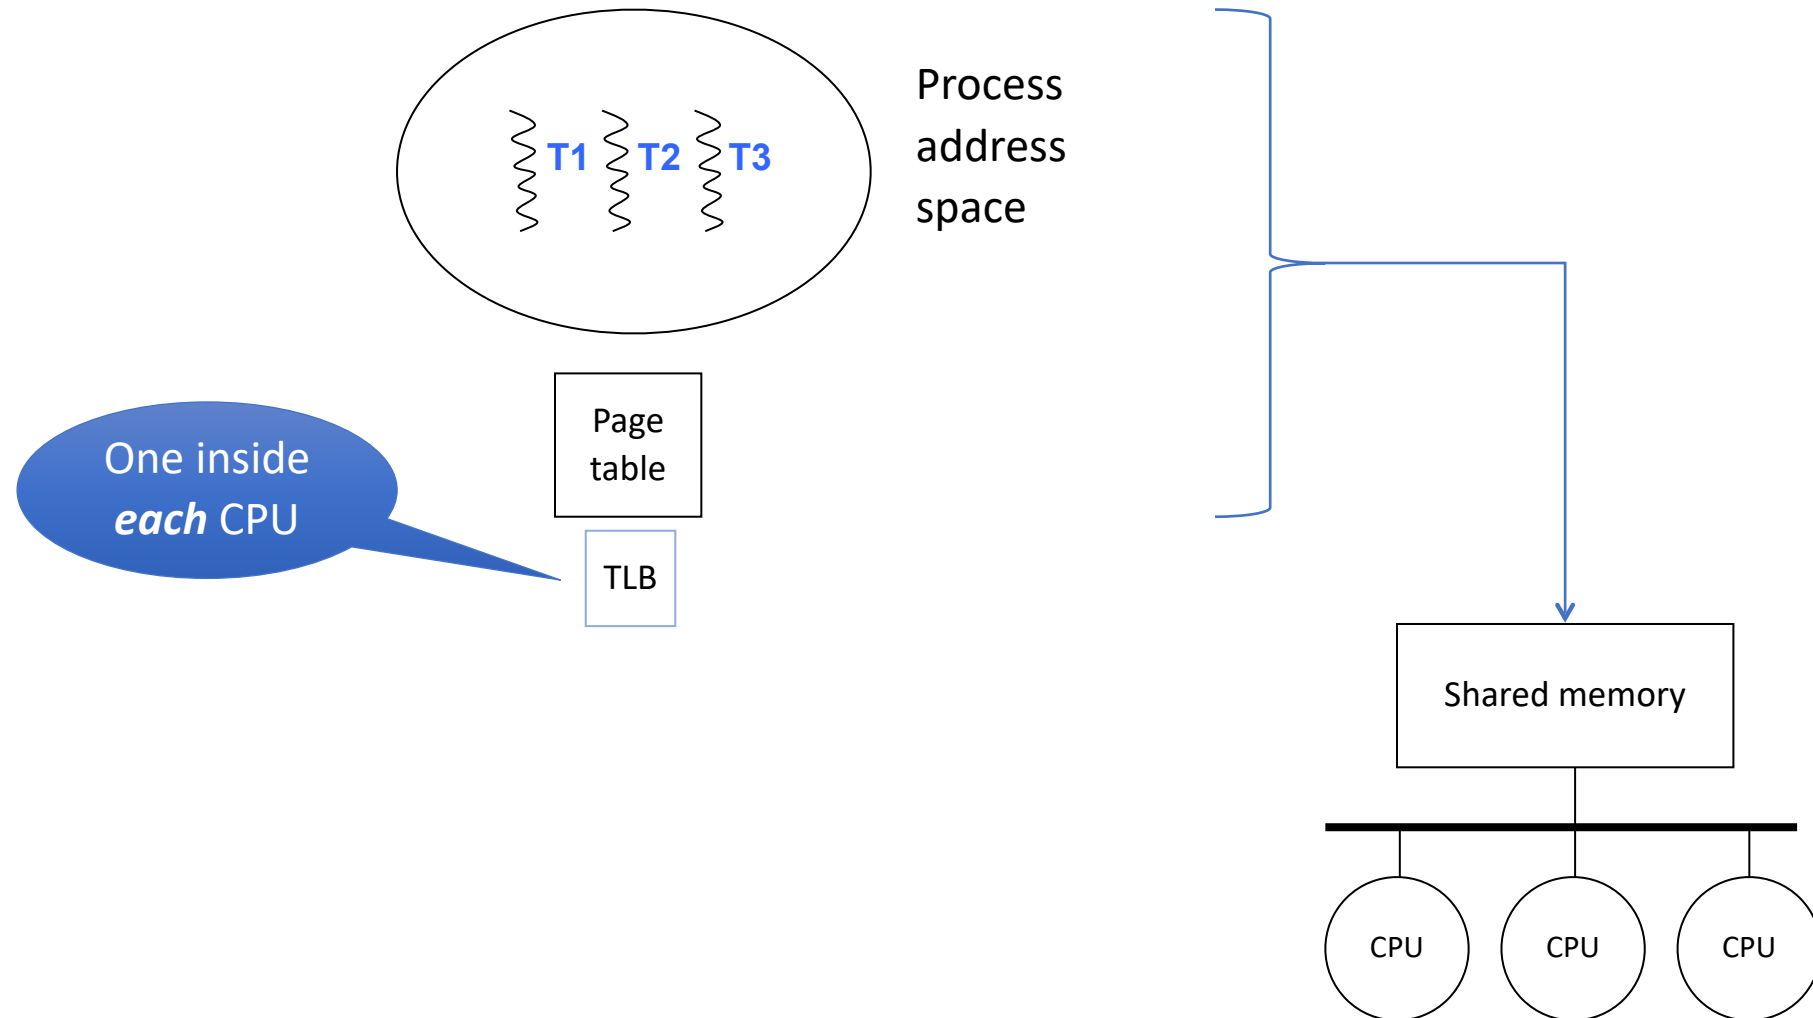 Process
address
space
T1 T2 T3
Page
table
One inside
each CPU
TLB
Shared memory
CPU CPU CPU